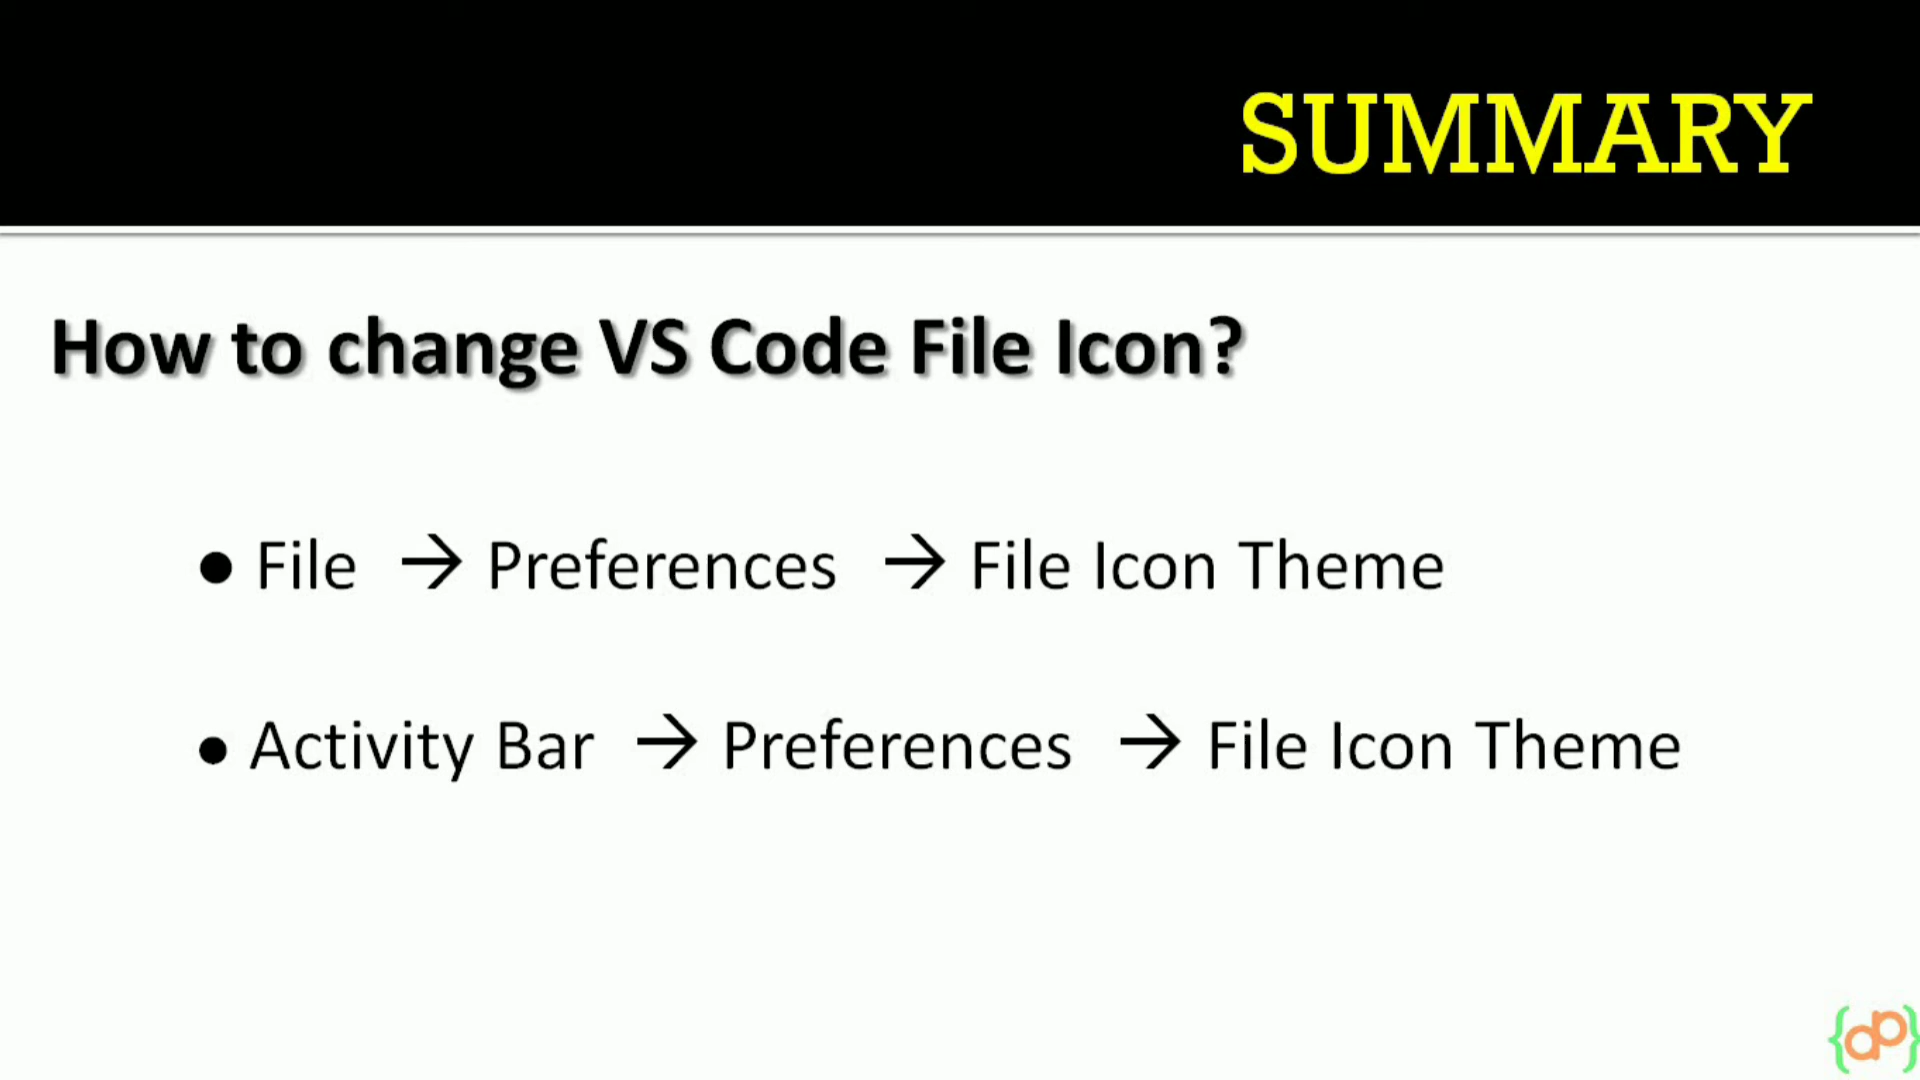 SUMMARY
How to change VS Code File Icon?
● File → Preferences → File Icon Theme
● Activity Bar → Preferences → File Icon Theme
{dp}